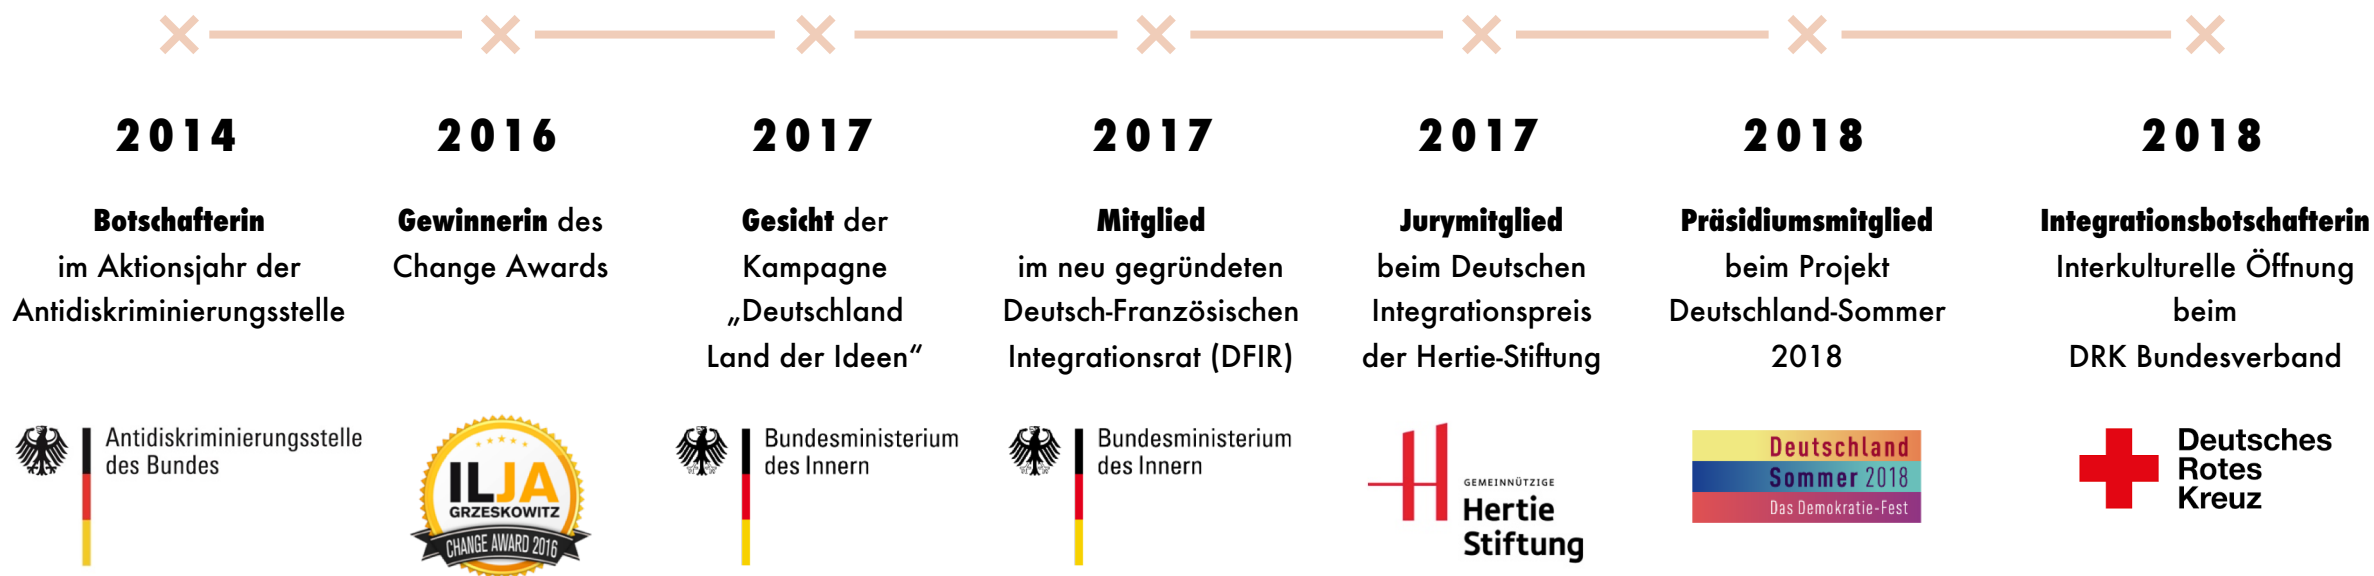 2014
Botschafterin
im Aktionsjahr der
Antidiskriminierungsstelle
Antidiskriminierungsstelle
des Bundes
2016
Gewinnerin des
Change Awards
ILJA
GRZESKOWITZ
CHANGE AWARD 2016
2017
Gesicht der
Kampagne
„Deutschland
Land der Ideen“
Bundesministerium
des Innern
2017
Mitglied
im neu gegründeten
Deutsch-Französischen
Integrationsrat (DFIR)
Bundesministerium
des Innern
2017
Jurymitglied
beim Deutschen
Integrationspreis
der Hertie-Stiftung
GEMEINNÜTZIGE
Hertie
Stiftung
2018
Präsidiumsmitglied
beim Projekt
Deutschland-Sommer
2018
Deutschland
Sommer 2018
Das Demokratie-Fest
2018
Integrationsbotschafterin
Interkulturelle Öffnung
beim
DRK Bundesverband
Deutsches
Rotes
Kreuz